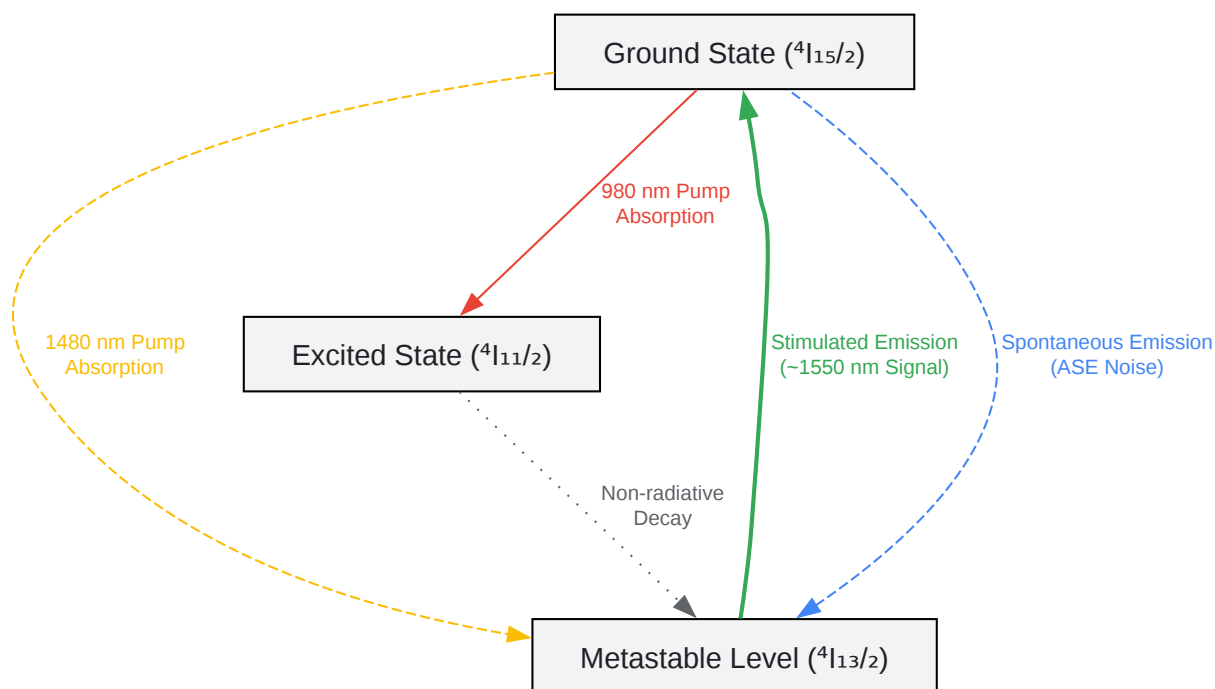 Ground State (⁴I₁₅/₂)
980 nm Pump
Absorption
Excited State (⁴I₁₁/₂)
1480 nm Pump
Absorption
Stimulated Emission
(~1550 nm Signal)
Spontaneous Emission
(ASE Noise)
Non-radiative
Decay
Metastable Level (⁴I₁₃/₂)